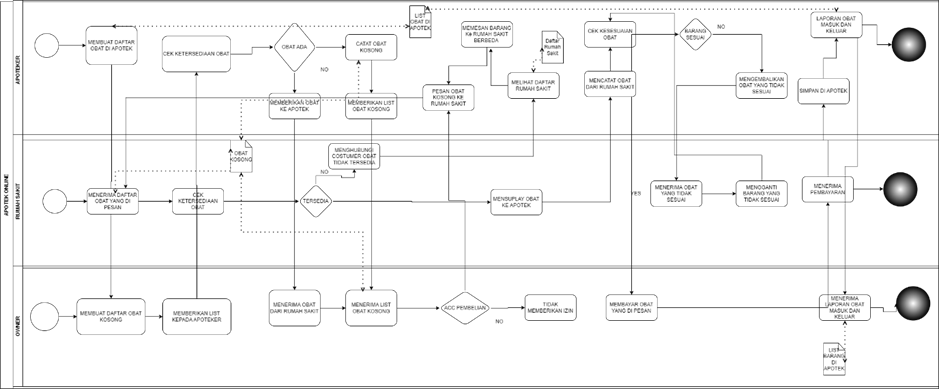 APOTEK ONLINE
APOTEKER
MEMBUAT DAFTAR
OBAT DI APOTEK
CEK KETERSEDIAAN OBAT
OBAT ADA
NO
CATAT OBAT
KOSONG
LIST
OBAT DI
APOTEK
MEMBERIKAN OBAT
KE APOTEK
MEMBERIKAN LIST
OBAT KOSONG
PESAN OBAT
KOSONG KE
RUMAH SAKIT
MEMESAN BARANG
Ke RUMAH SAKIT
BERBEDA
Daftar
Rumah
Sakit
MELIHAT DAFTAR
RUMAH SAKIT
CEK KESESUAIAN
OBAT
MENCATAT OBAT
DARI RUMAH SAKIT
BARANG
SESUAI
NO
MENGEMBALIKAN
OBAT YANG TIDAK
SESUAI
LAPORAN OBAT
MASUK DAN
KELUAR
SIMPAN DI APOTEK
RUMAH SAKIT
MENERIMA DAFTAR
OBAT YANG DI
PESAN
CEK
KETERSEDIAAN
OBAT
OBAT
KOSONG
TERSEDIA
NO
MENGHUBUNGI
COSTUMER OBAT
TIDAK TERSEDIA
MENSUPLAY OBAT
KE APOTEK
YES
MENERIMA OBAT
YANG TIDAK
SESUAI
MENGGANTI
BARANG YANG
TIDAK SESUAI
MENERIMA
PEMBAYARAN
OWNER
MEMBUAT DAFTAR OBAT
KOSONG
MEMBERIKAN LIST
KEPADA APOTEKER
MENERIMA OBAT
DARI RUMAH SAKIT
MENERIMA LIST
OBAT KOSONG
ACC PEMBELIAN
NO
TIDAK
MEMBERIKAN IZIN
MEMBAYAR OBAT
YANG DI PESAN
MENERIMA
LAPORAN OBAT
MASUK DAN
KELUAR
LIST
BARANG
DI
APOTEK